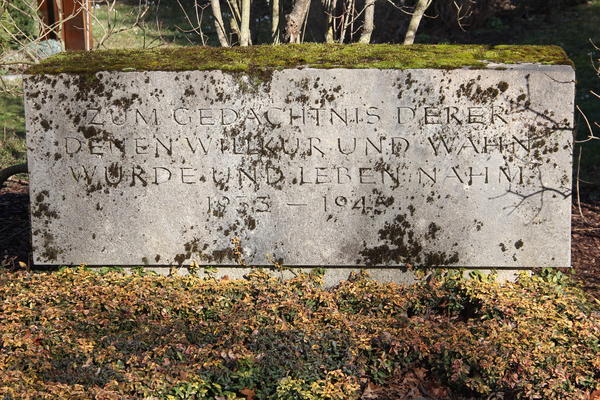 ZUM GEDÄCHTNIS DERER
DENEN WILLKÜR UND WAHN
WÜRDE UND LEBEN NAHM
1933 – 1945